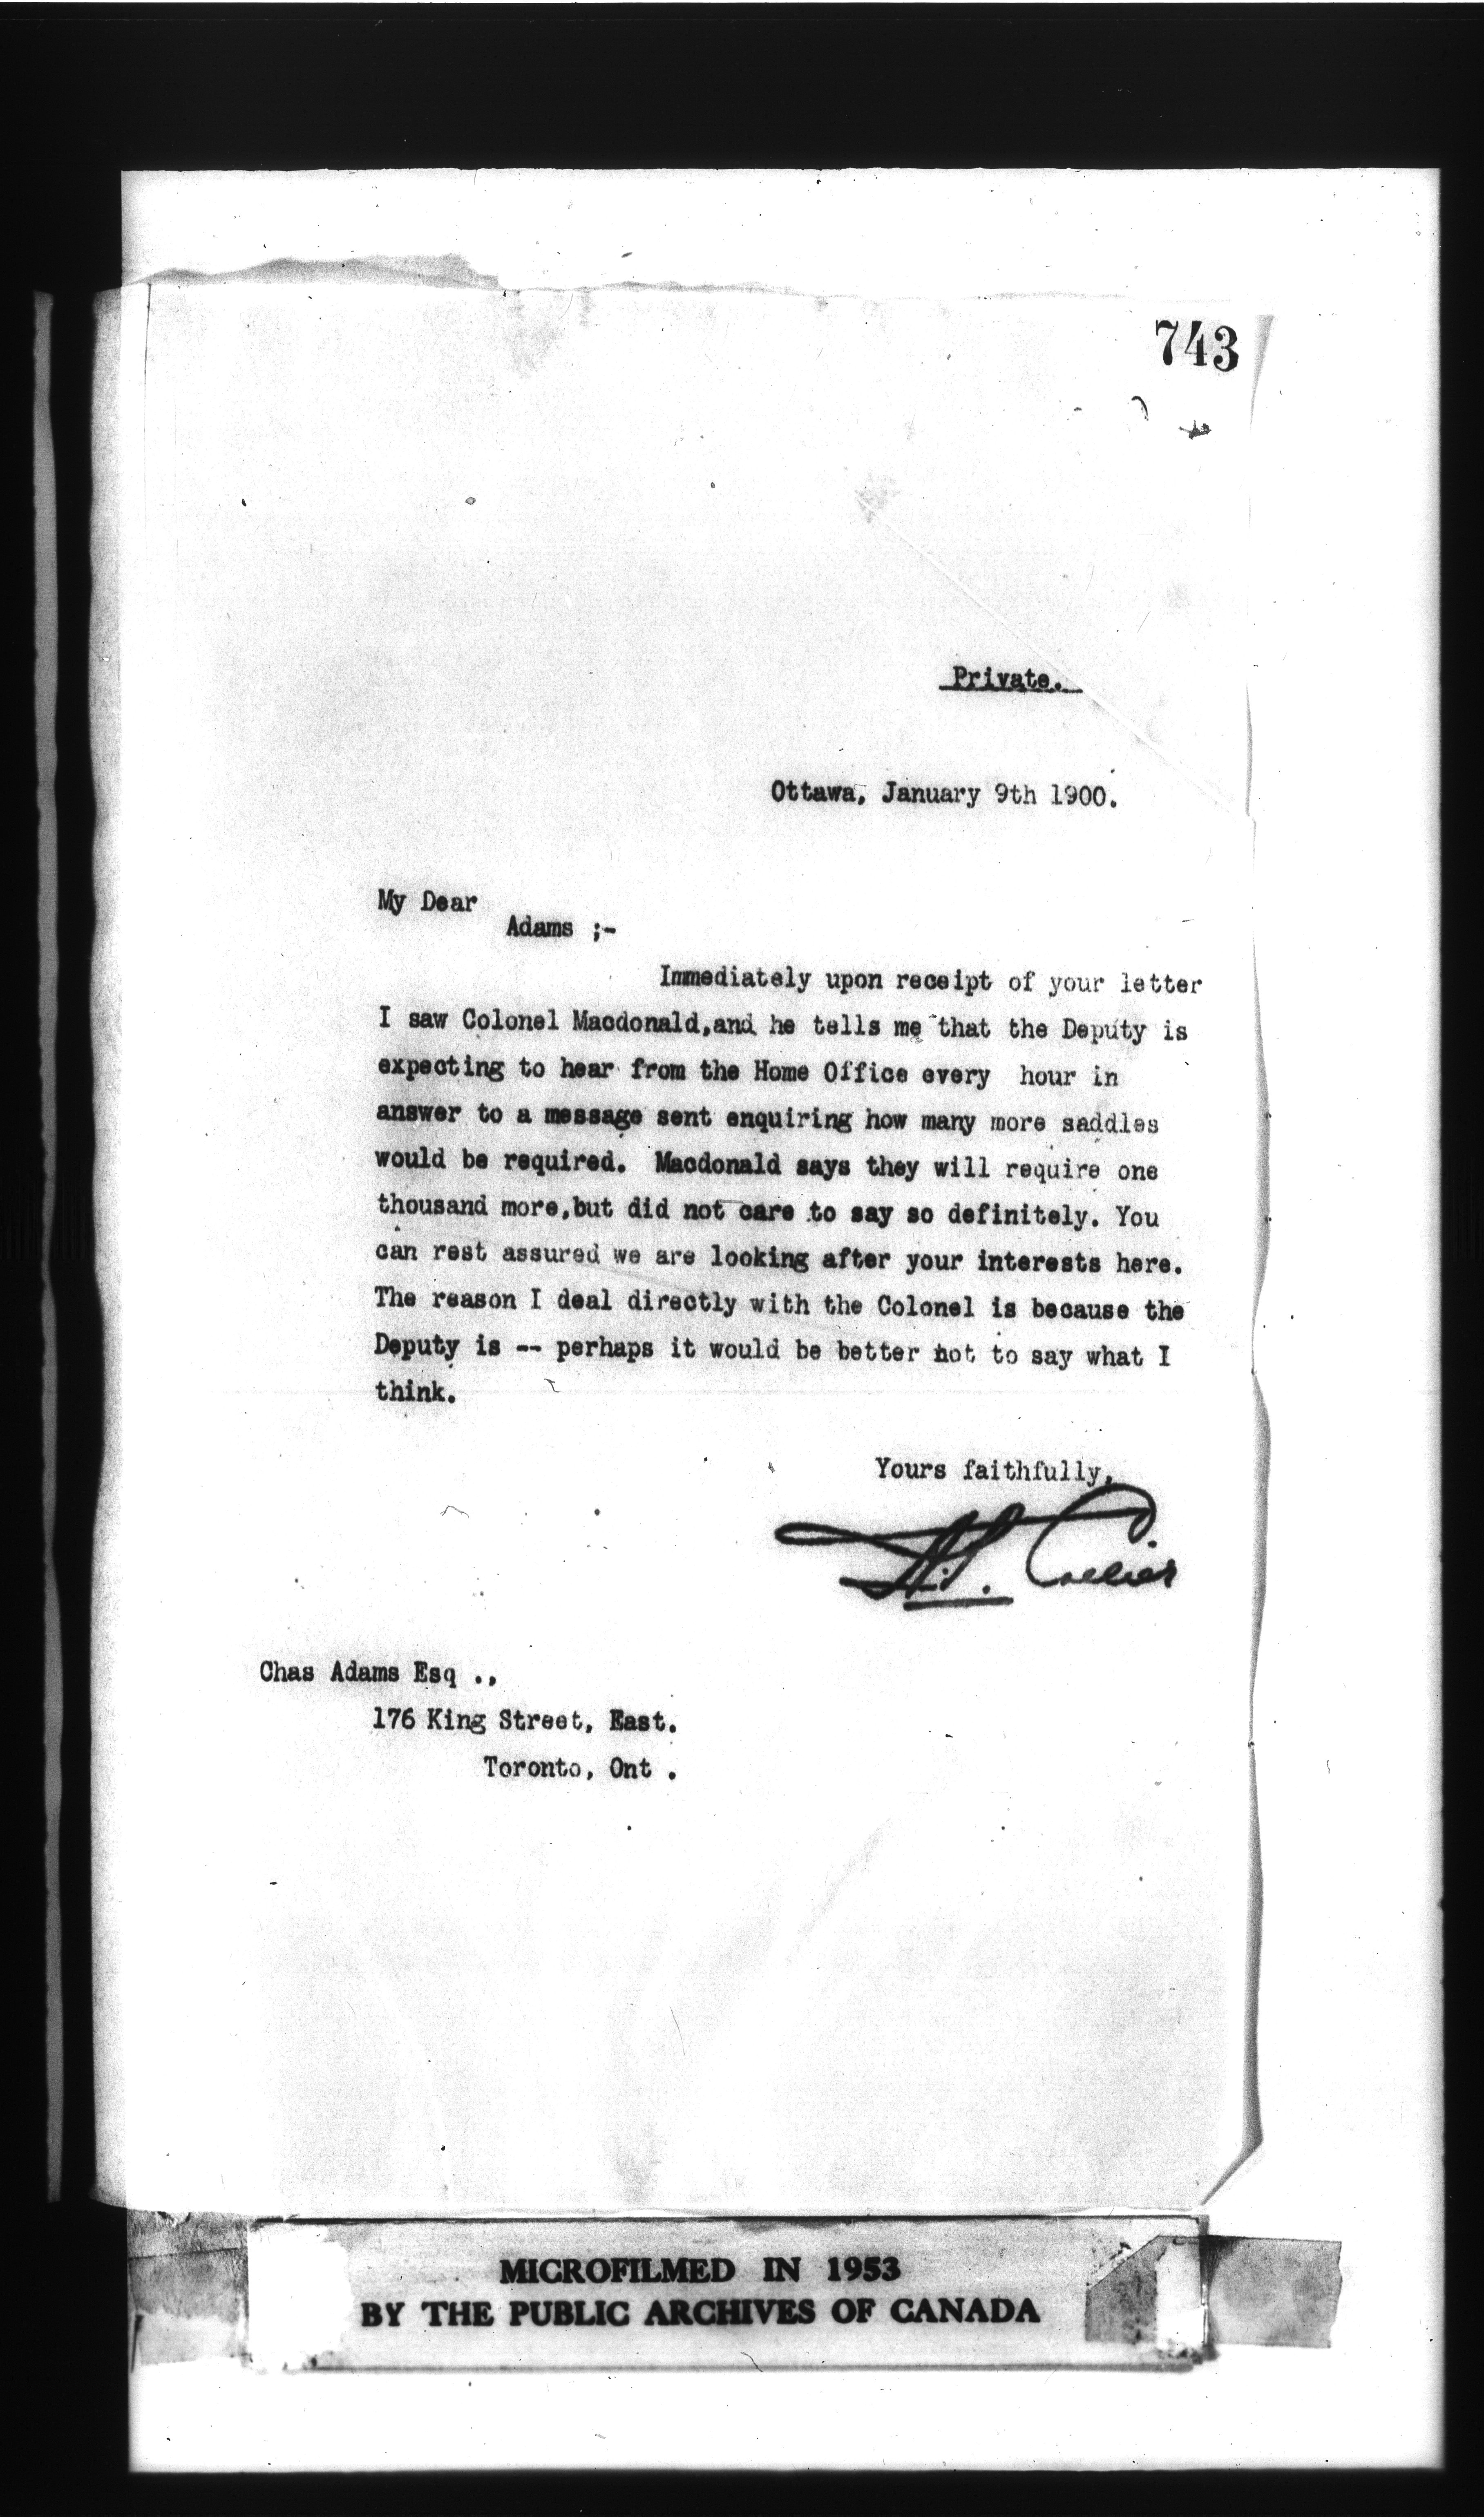 743
Private.
Ottawa, January 9th 1900.
My Dear
Adams ;-
Immediately upon receipt of your letter
I saw Colonel Macdonald,and he tells me that the Deputy is
expecting to hear from the Home Office every hour in
answer to a message sent enquiring how many more saddles
would be required. Macdonald says they will require one
thousand more,but did not care to say so definitely. You
can rest assured we are looking after your interests here.
The reason I deal directly with the Colonel is because the
Deputy is -- perhaps it would be better not to say what I
think.
Yours faithfully,
Chas Adams Esq .,
176 King Street, East.
Toronto, Ont .
MICROFILMED IN 1953
BY THE PUBLIC ARCHIVES OF CANADA